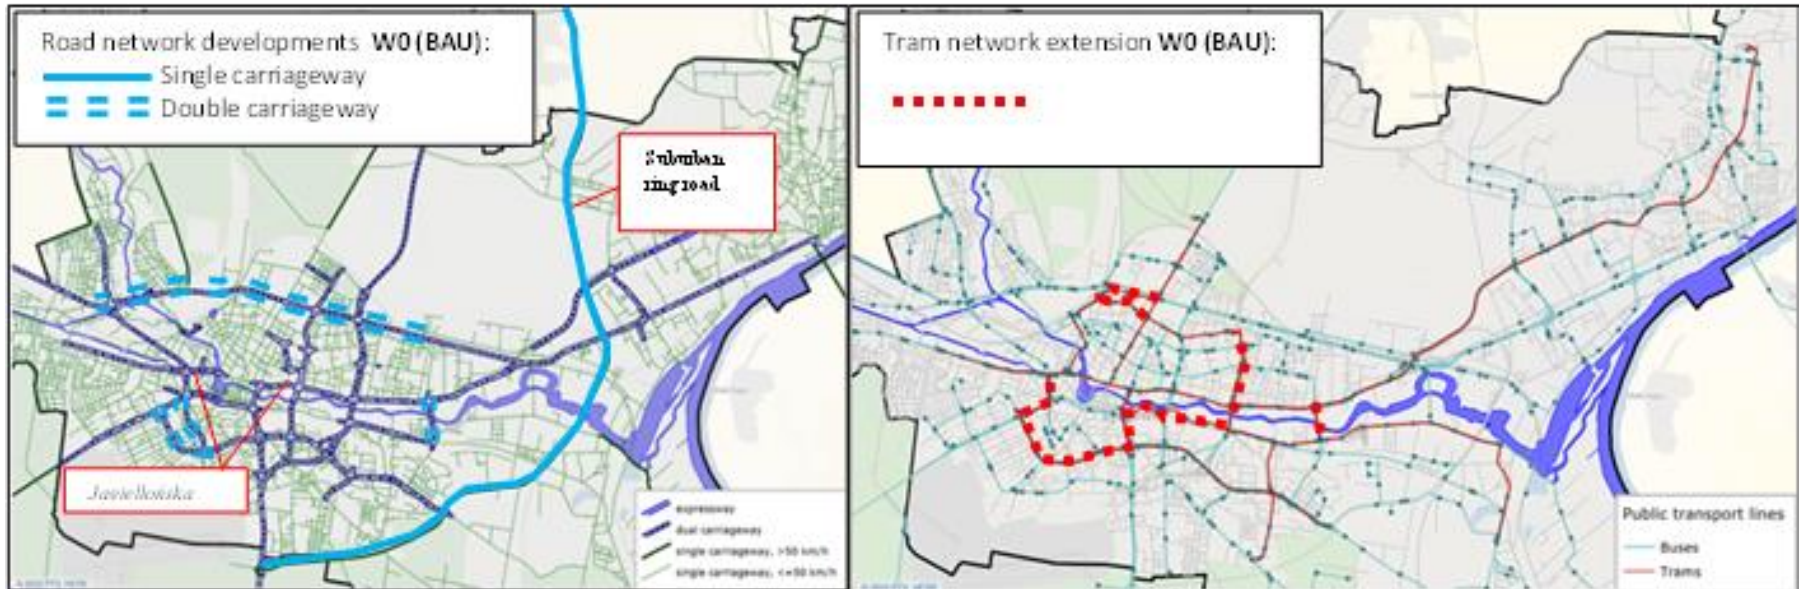 Road network developments W0 (BAU):
Single carriageway
Double carriageway
Suburban
ring road
Jagiellońska
expressway
dual carriageway
single carriageway, >50 km/h
single carriageway, <=50 km/h
Tram network extension W0 (BAU):
Public transport lines
Buses
Trams